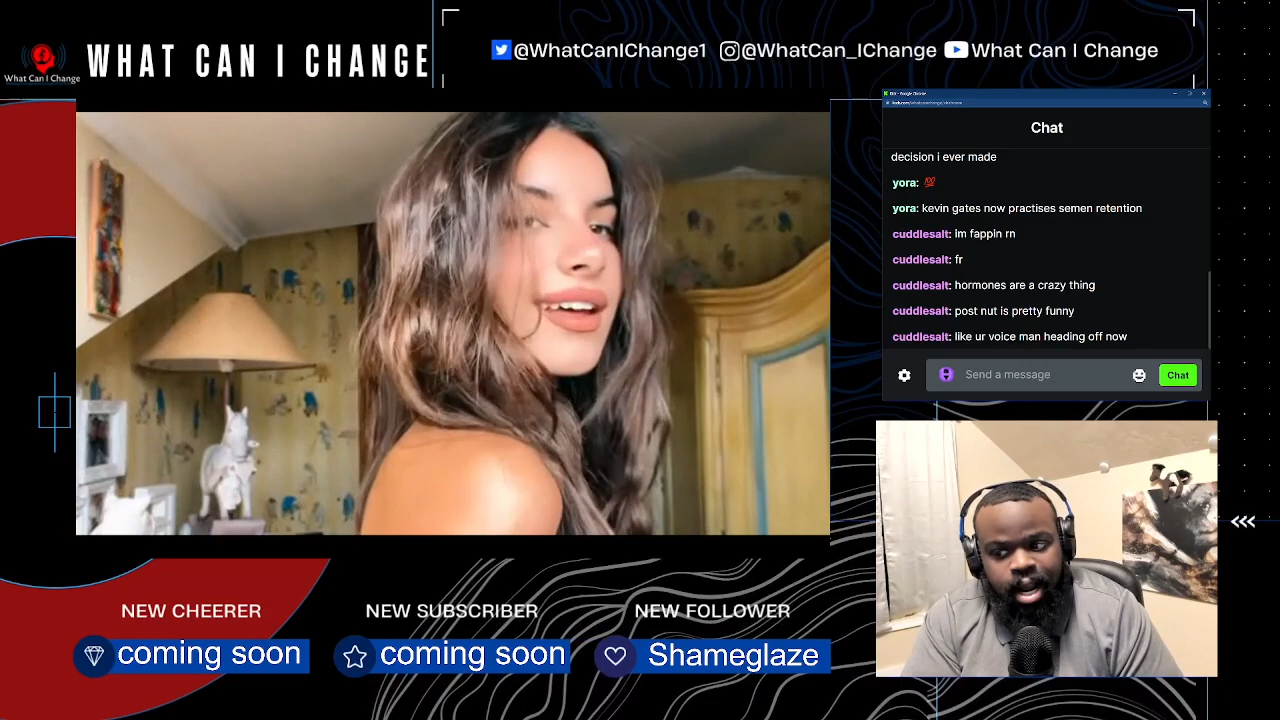 What Can I Change
WHAT CAN I CHANGE
@WhatCanIChange1 @WhatCan_IChange What Can I Change
Chat
decision i ever made
yora: 💯
yora: kevin gates now practises semen retention
cuddlesalt: im fappin rn
cuddlesalt: fr
cuddlesalt: hormones are a crazy thing
cuddlesalt: post nut is pretty funny
cuddlesalt: like ur voice man heading off now
Send a message
Chat
NEW CHEERER
coming soon
NEW SUBSCRIBER
coming soon
NEW FOLLOWER
Shameglaze